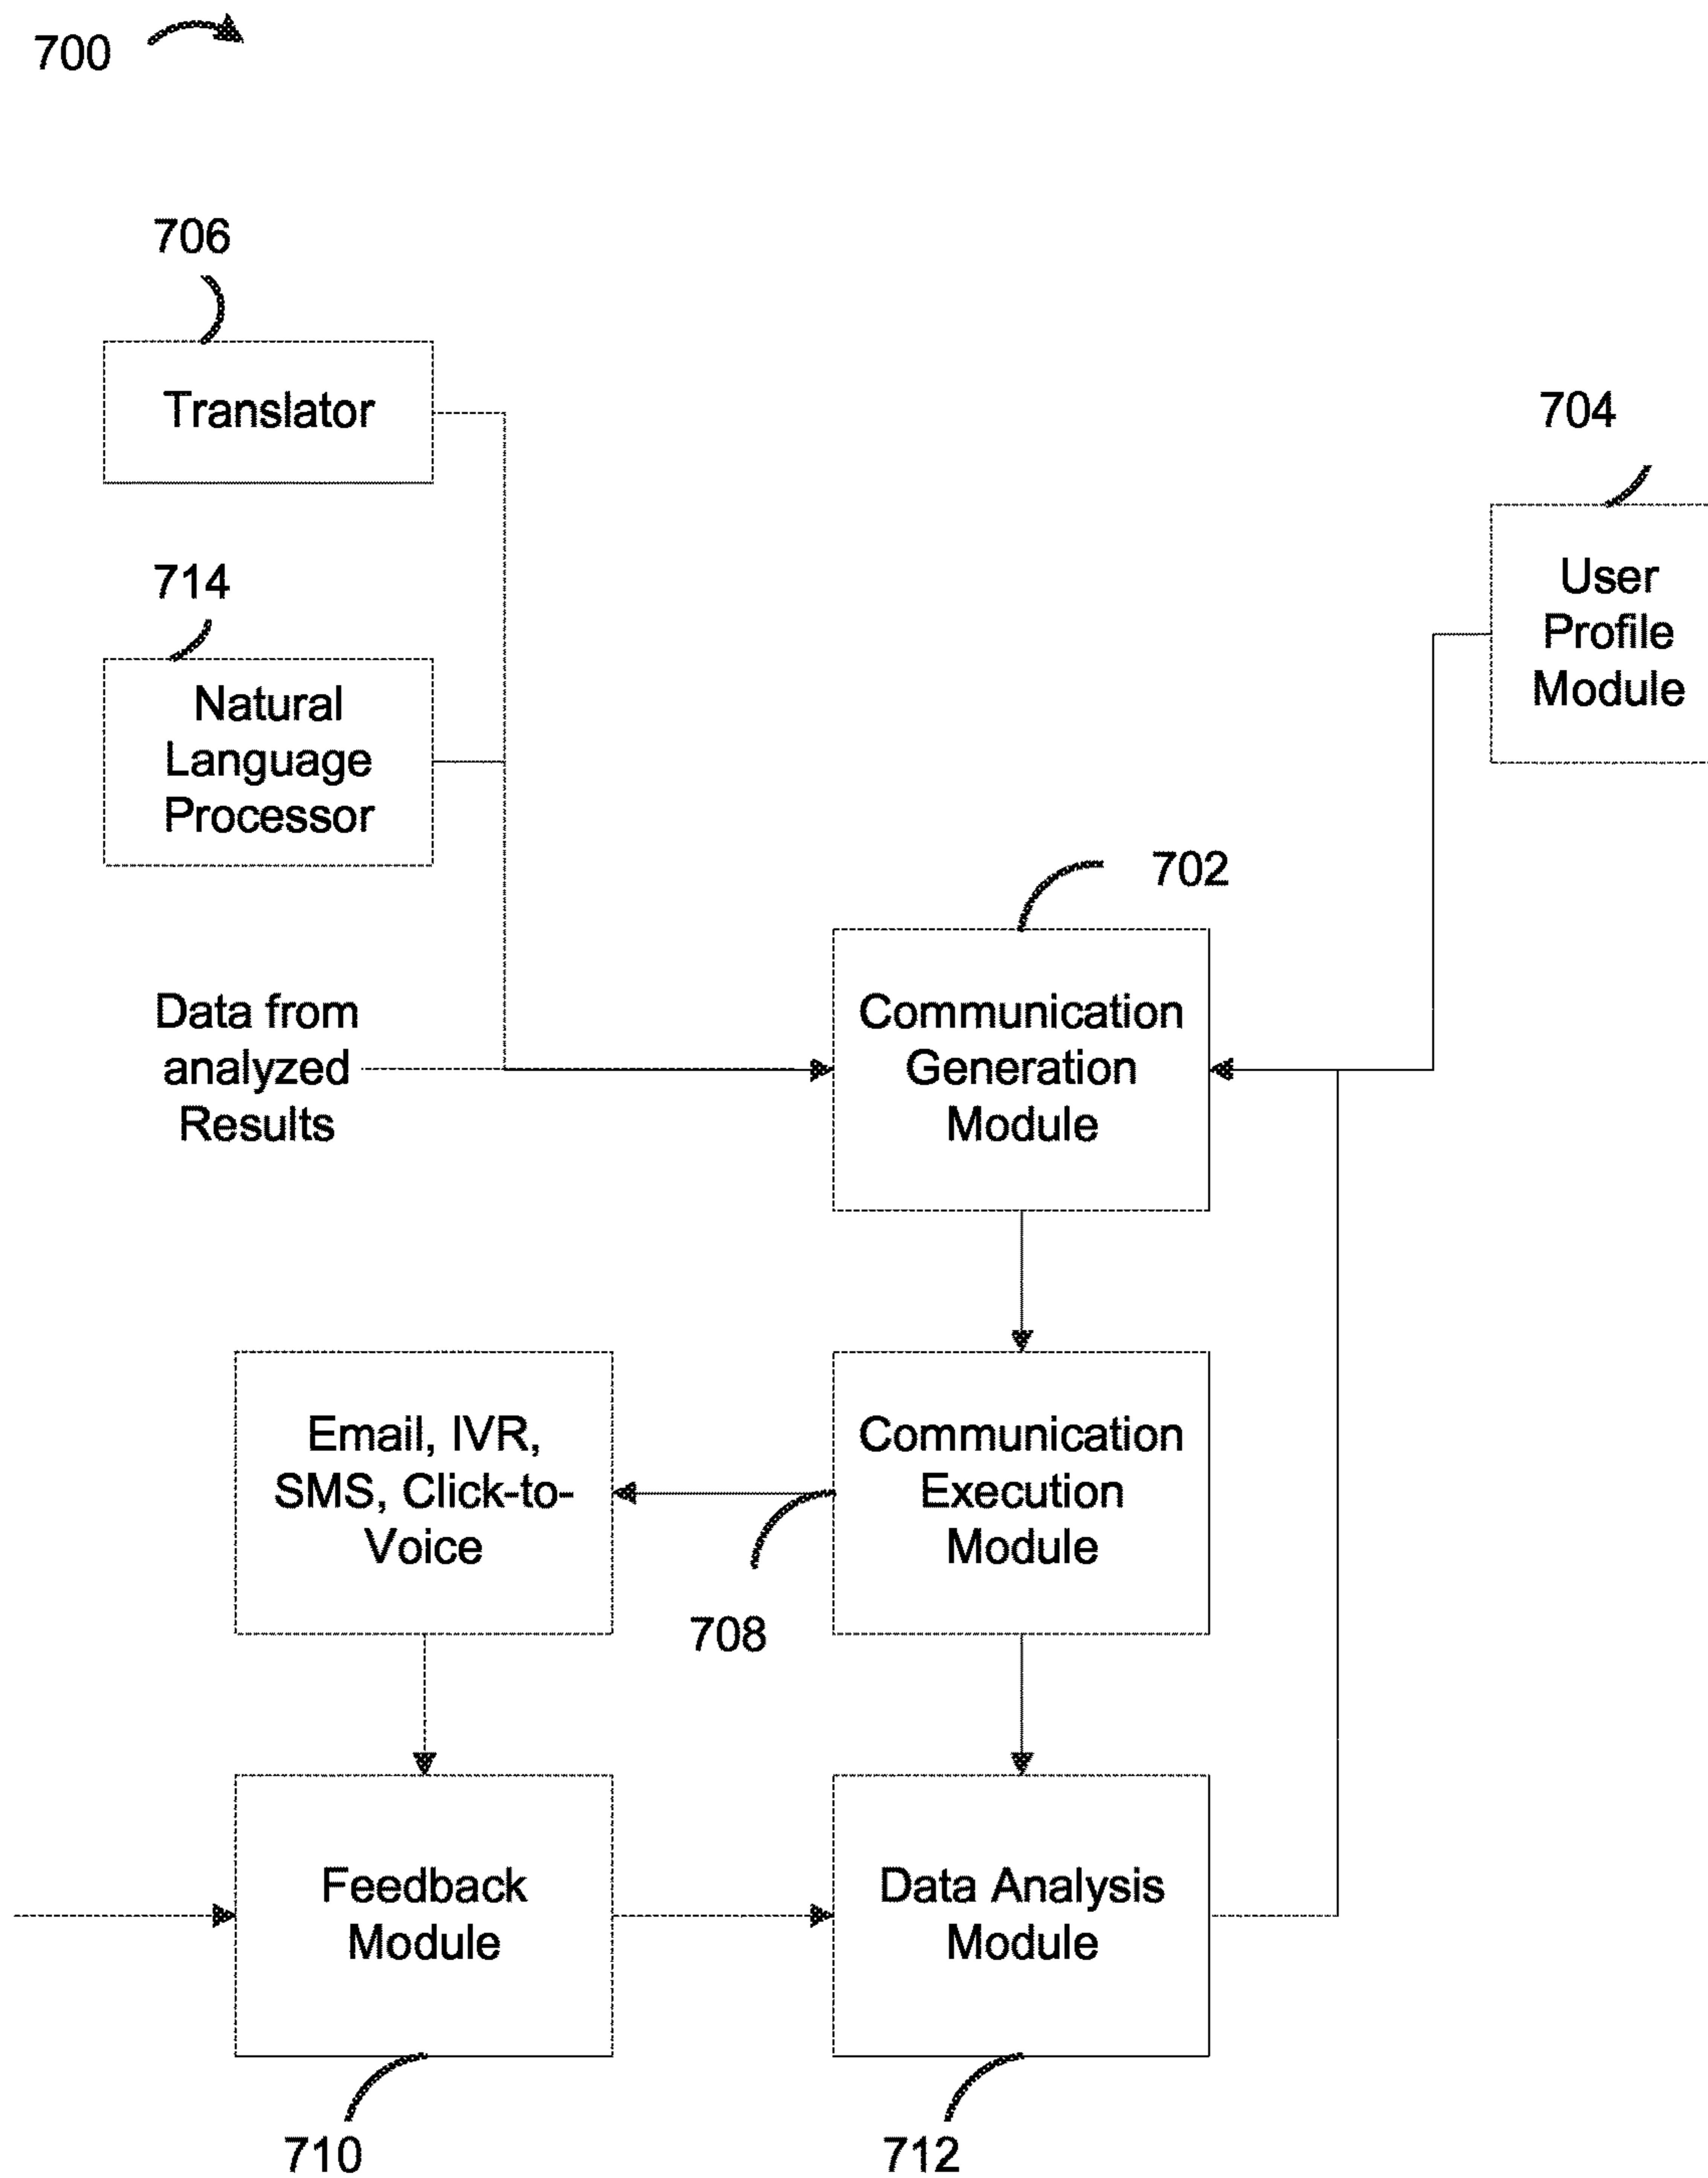 700
706
Translator
704
User
Profile
Module
714
Natural
Language
Processor
702
Data from
analyzed
Results
Communication
Generation
Module
Email, IVR,
SMS, Click-to-
Voice
Communication
Execution
Module
708
Feedback
Module
Data Analysis
Module
710
712